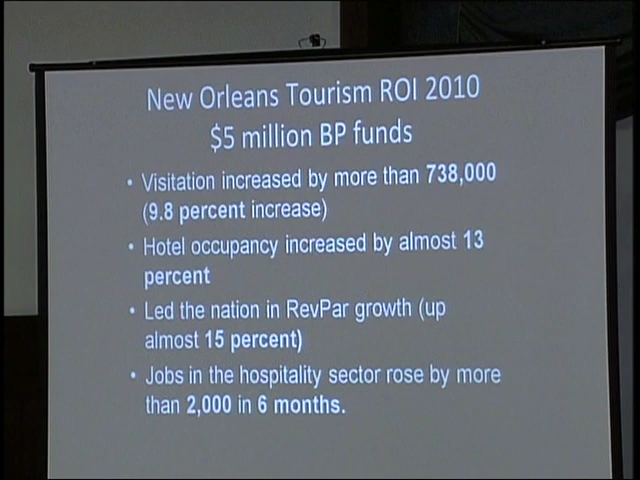 New Orleans Tourism ROI 2010
$5 million BP funds
• Visitation increased by more than 738,000
(9.8 percent increase)
• Hotel occupancy increased by almost 13
percent
• Led the nation in RevPar growth (up
almost 15 percent)
• Jobs in the hospitality sector rose by more
than 2,000 in 6 months.